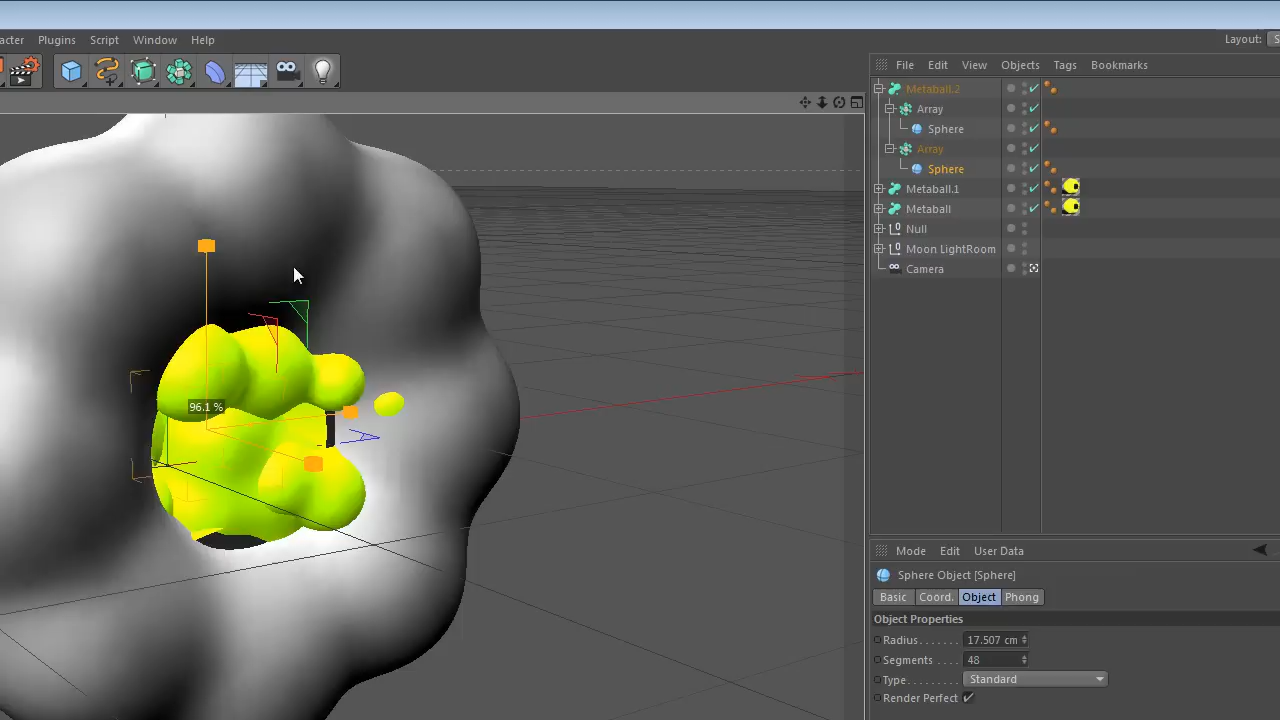 acter Plugins Script Window Help
Layout: S
File Edit View Objects Tags Bookmarks
Metaball.2
Array
Sphere
Array
Sphere
Metaball.1
Metaball
Null
Moon LightRoom
Camera
96.1 %
Mode Edit User Data
Sphere Object [Sphere]
Basic Coord. Object Phong
Object Properties
Radius . . . . . . . 17.507 cm
Segments . . . . 48
Type. . . . . . . . . Standard
Render Perfect